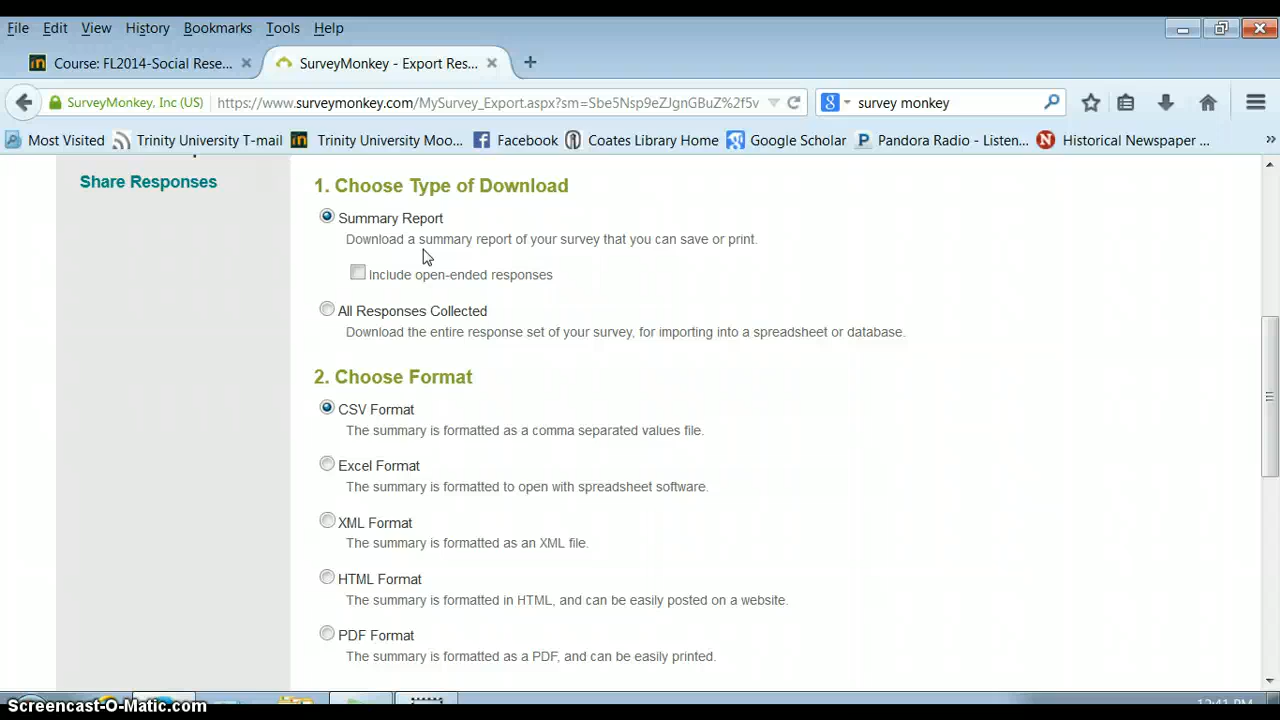 File Edit View History Bookmarks Tools Help
Course: FL2014-Social Rese...
SurveyMonkey - Export Res...
SurveyMonkey, Inc (US)
https://www.surveymonkey.com/MySurvey_Export.aspx?sm=Sbe5Nsp9eZJgnGBuZ%2f5v
survey monkey
Most Visited
Trinity University T-mail
Trinity University Moo...
Facebook
Coates Library Home
Google Scholar
Pandora Radio - Listen...
Historical Newspaper ...
Share Responses
1. Choose Type of Download
Summary Report
Download a summary report of your survey that you can save or print.
Include open-ended responses
All Responses Collected
Download the entire response set of your survey, for importing into a spreadsheet or database.
2. Choose Format
CSV Format
The summary is formatted as a comma separated values file.
Excel Format
The summary is formatted to open with spreadsheet software.
XML Format
The summary is formatted as an XML file.
HTML Format
The summary is formatted in HTML, and can be easily posted on a website.
PDF Format
The summary is formatted as a PDF, and can be easily printed.
Screencast-O-Matic.com